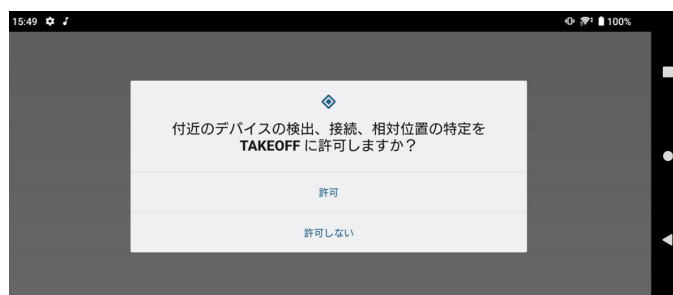 15:49
100%
付近のデバイスの検出、接続、相対位置の特定を
TAKEOFF に許可しますか？
許可
許可しない